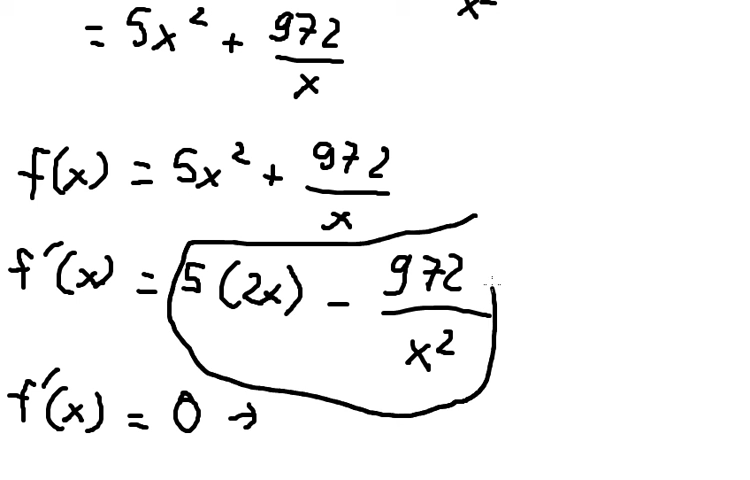 = 5x² + 972/x
f(x) = 5x² + 972/x
f'(x) = 5(2x) - 972/x²
f'(x) = 0 →